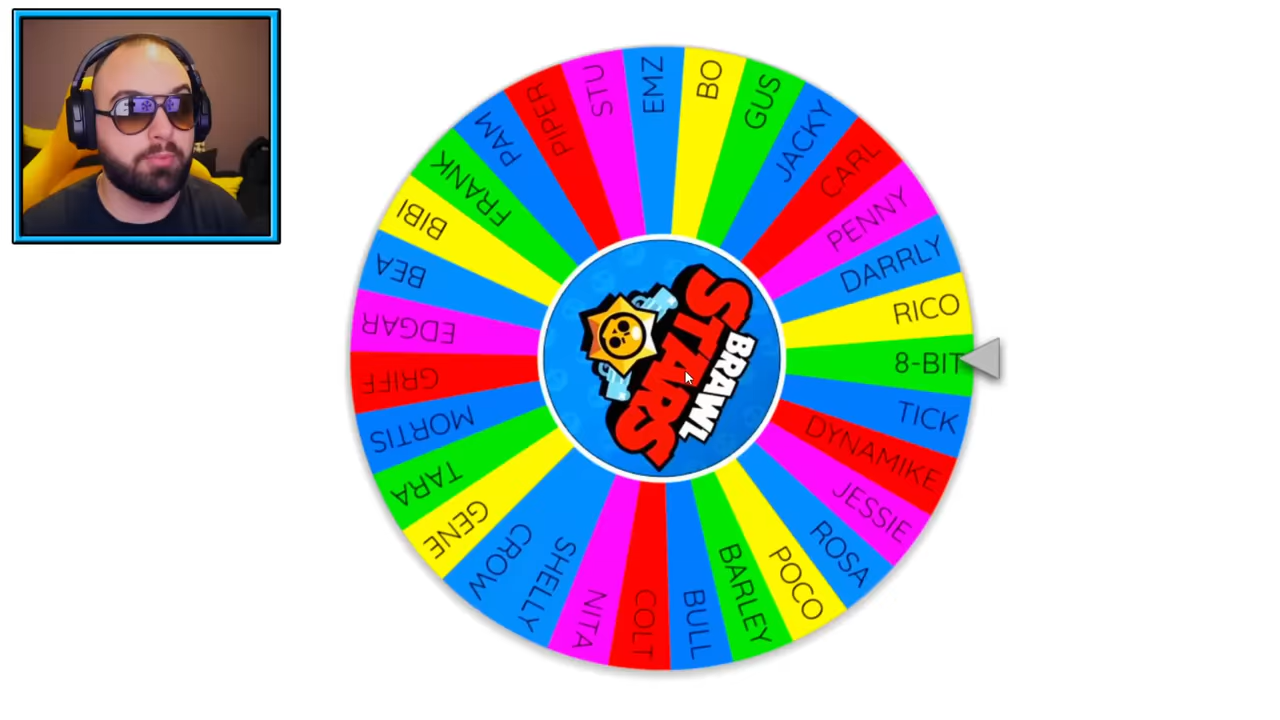 EMZ
BO
GUS
JACKY
CARL
PENNY
DARRLY
RICO
8-BIT
TICK
DYNAMIKE
JESSIE
ROSA
POCO
BARLEY
BULL
COLT
NITA
SHELLY
CROW
GENE
TARA
MORTIS
GRIFF
EDGAR
BEA
BIBI
FRANK
PAM
PIPER
STU
BRAWL
STARS